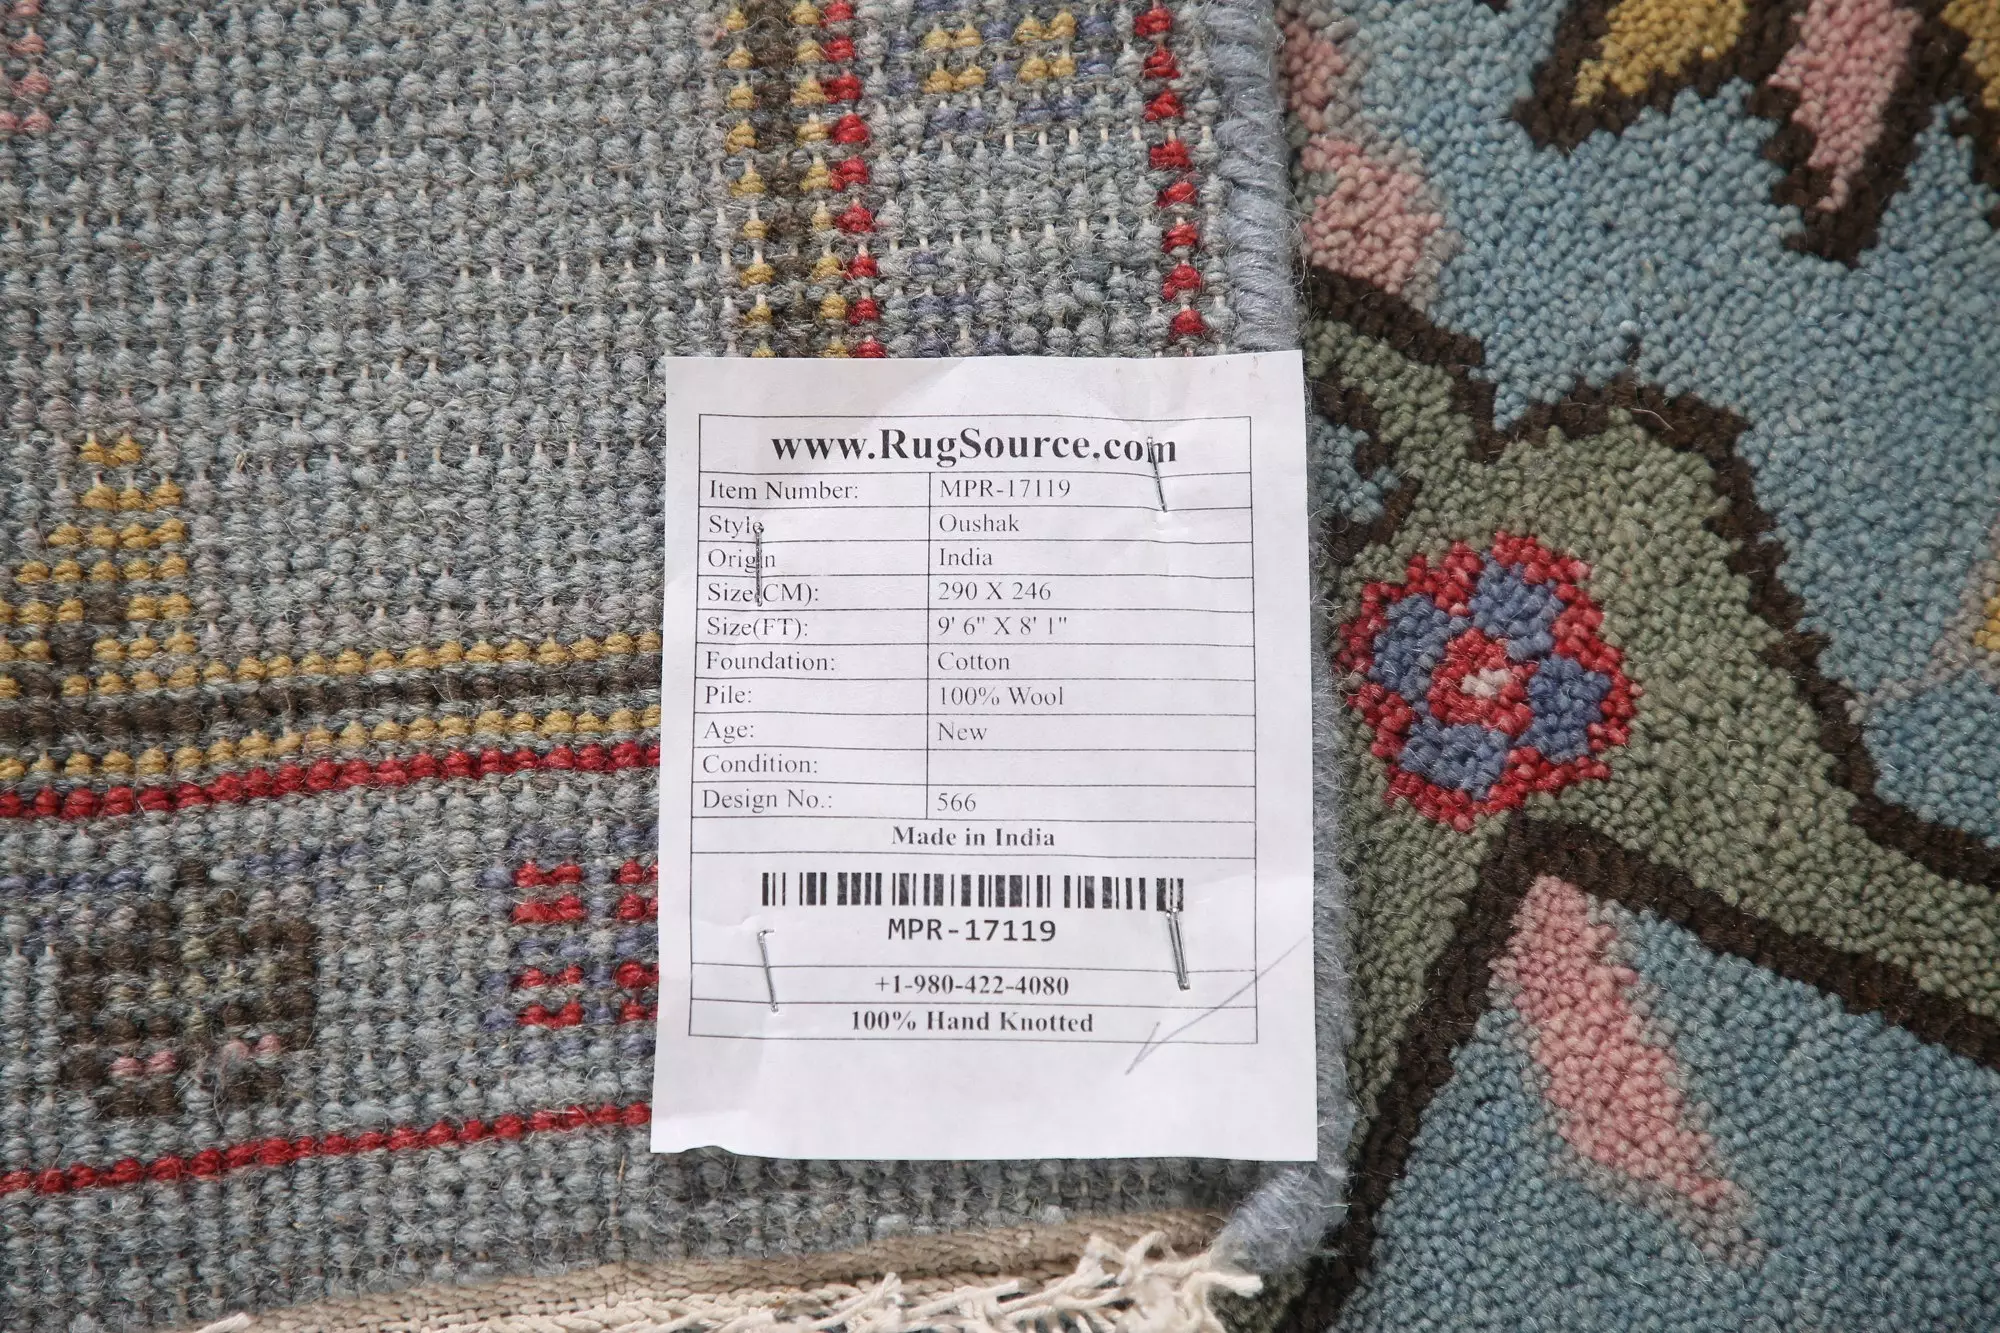 www.RugSource.com
Item Number: MPR-17119
Style Oushak
Origin India
Size(CM): 290 X 246
Size(FT): 9' 6" X 8' 1"
Foundation: Cotton
Pile: 100% Wool
Age: New
Condition:
Design No.: 566
Made in India
MPR-17119
+1-980-422-4080
100% Hand Knotted